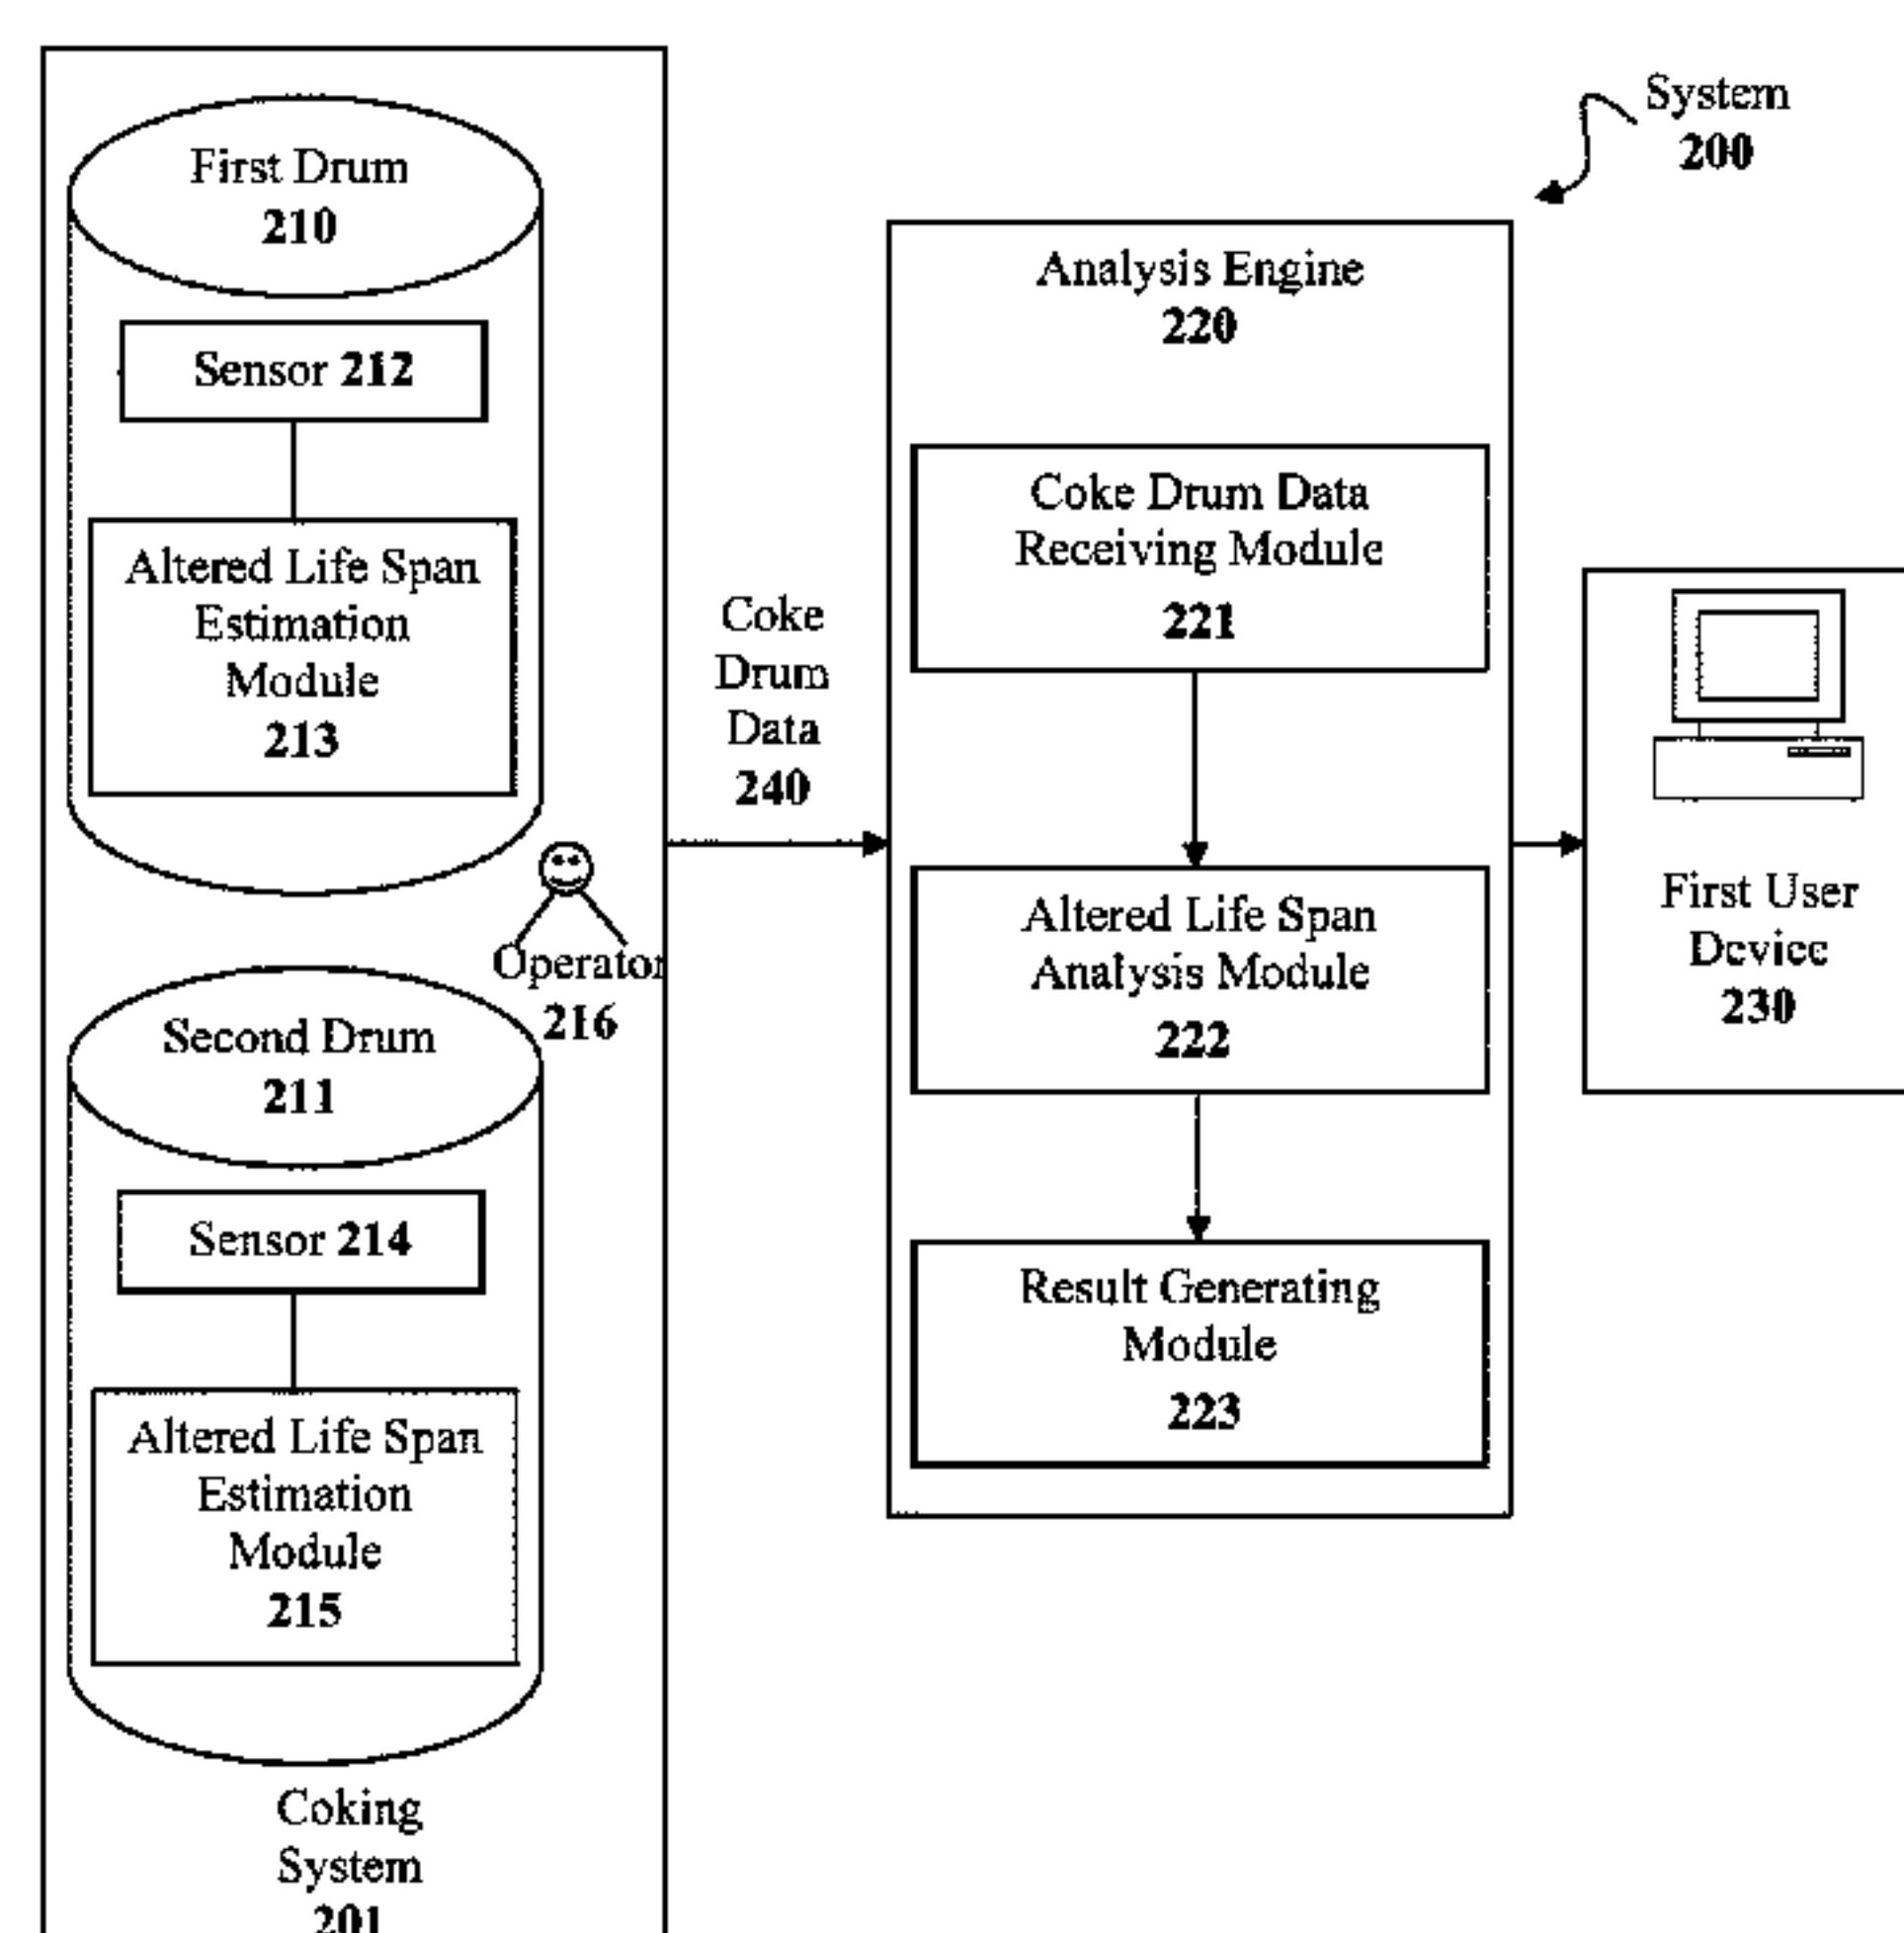 First Drum
210
Sensor 212
Altered Life Span
Estimation
Module
213
Operator
216
Second Drum
211
Sensor 214
Altered Life Span
Estimation
Module
215
Coking
System
201
Coke
Drum
Data
240
System
200
Analysis Engine
220
Coke Drum Data
Receiving Module
221
Altered Life Span
Analysis Module
222
Result Generating
Module
223
First User
Device
230